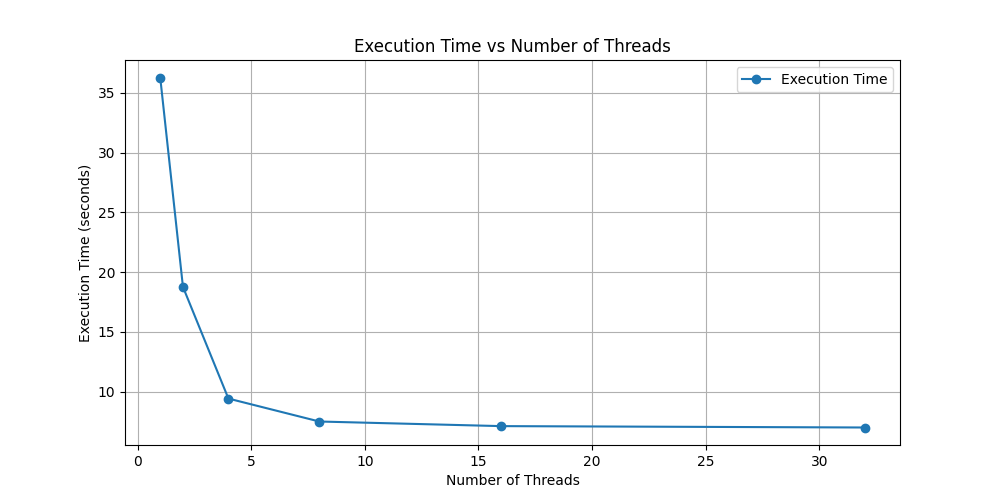 Execution Time vs Number of Threads
Execution Time
Execution Time (seconds)
35
30
25
20
15
10
0 5 10 15 20 25 30
Number of Threads